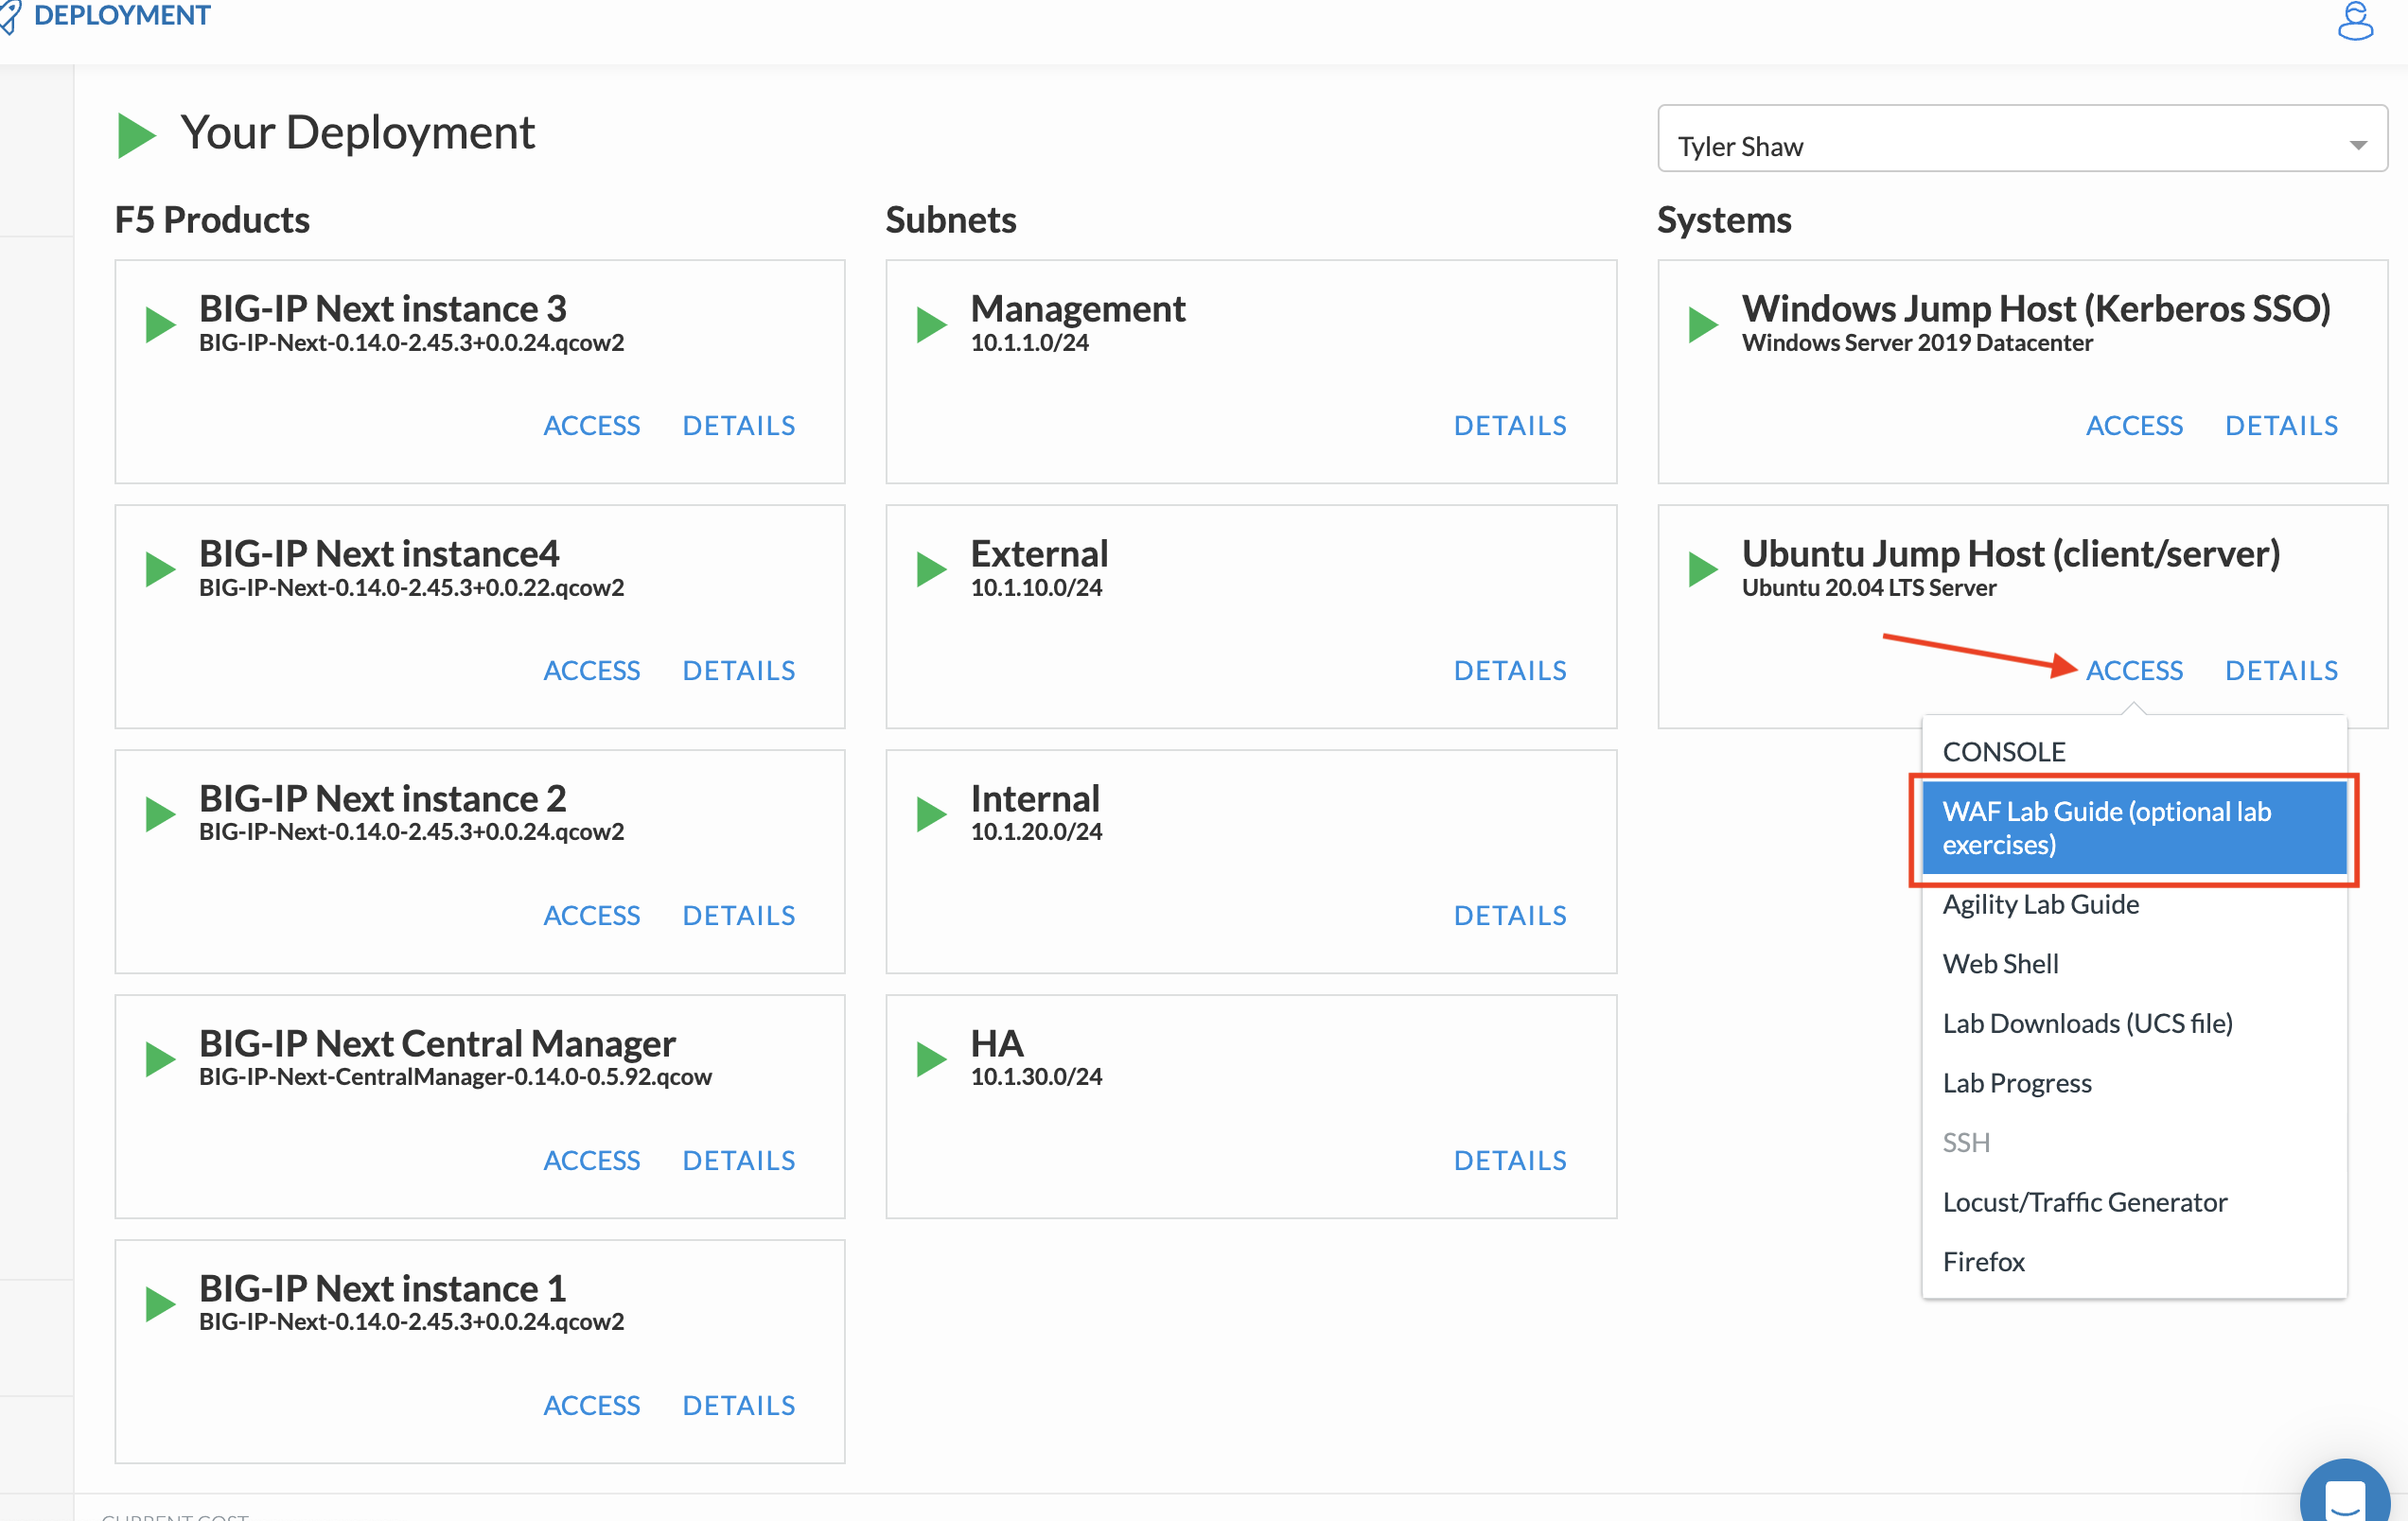 DEPLOYMENT
Your Deployment
Tyler Shaw
F5 Products
BIG-IP Next instance 3
BIG-IP-Next-0.14.0-2.45.3+0.0.24.qcow2
ACCESS DETAILS
BIG-IP Next instance4
BIG-IP-Next-0.14.0-2.45.3+0.0.22.qcow2
ACCESS DETAILS
BIG-IP Next instance 2
BIG-IP-Next-0.14.0-2.45.3+0.0.24.qcow2
ACCESS DETAILS
BIG-IP Next Central Manager
BIG-IP-Next-CentralManager-0.14.0-0.5.92.qcow
ACCESS DETAILS
BIG-IP Next instance 1
BIG-IP-Next-0.14.0-2.45.3+0.0.24.qcow2
ACCESS DETAILS
Subnets
Management
10.1.1.0/24
DETAILS
External
10.1.10.0/24
DETAILS
Internal
10.1.20.0/24
DETAILS
HA
10.1.30.0/24
DETAILS
Systems
Windows Jump Host (Kerberos SSO)
Windows Server 2019 Datacenter
ACCESS DETAILS
Ubuntu Jump Host (client/server)
Ubuntu 20.04 LTS Server
ACCESS DETAILS
CONSOLE
WAF Lab Guide (optional lab
exercises)
Agility Lab Guide
Web Shell
Lab Downloads (UCS file)
Lab Progress
SSH
Locust/Traffic Generator
Firefox
CURRENT COST